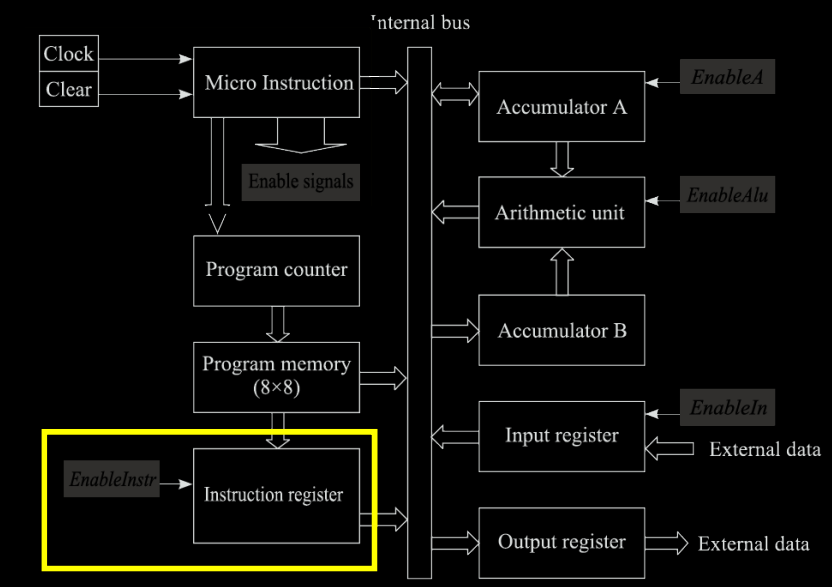 Internal bus
Clock
Clear
Micro Instruction
Enable signals
Program counter
Program memory
(8×8)
EnableInstr
Instruction register
EnableA
Accumulator A
EnableAlu
Arithmetic unit
Accumulator B
EnableIn
Input register
External data
Output register
External data